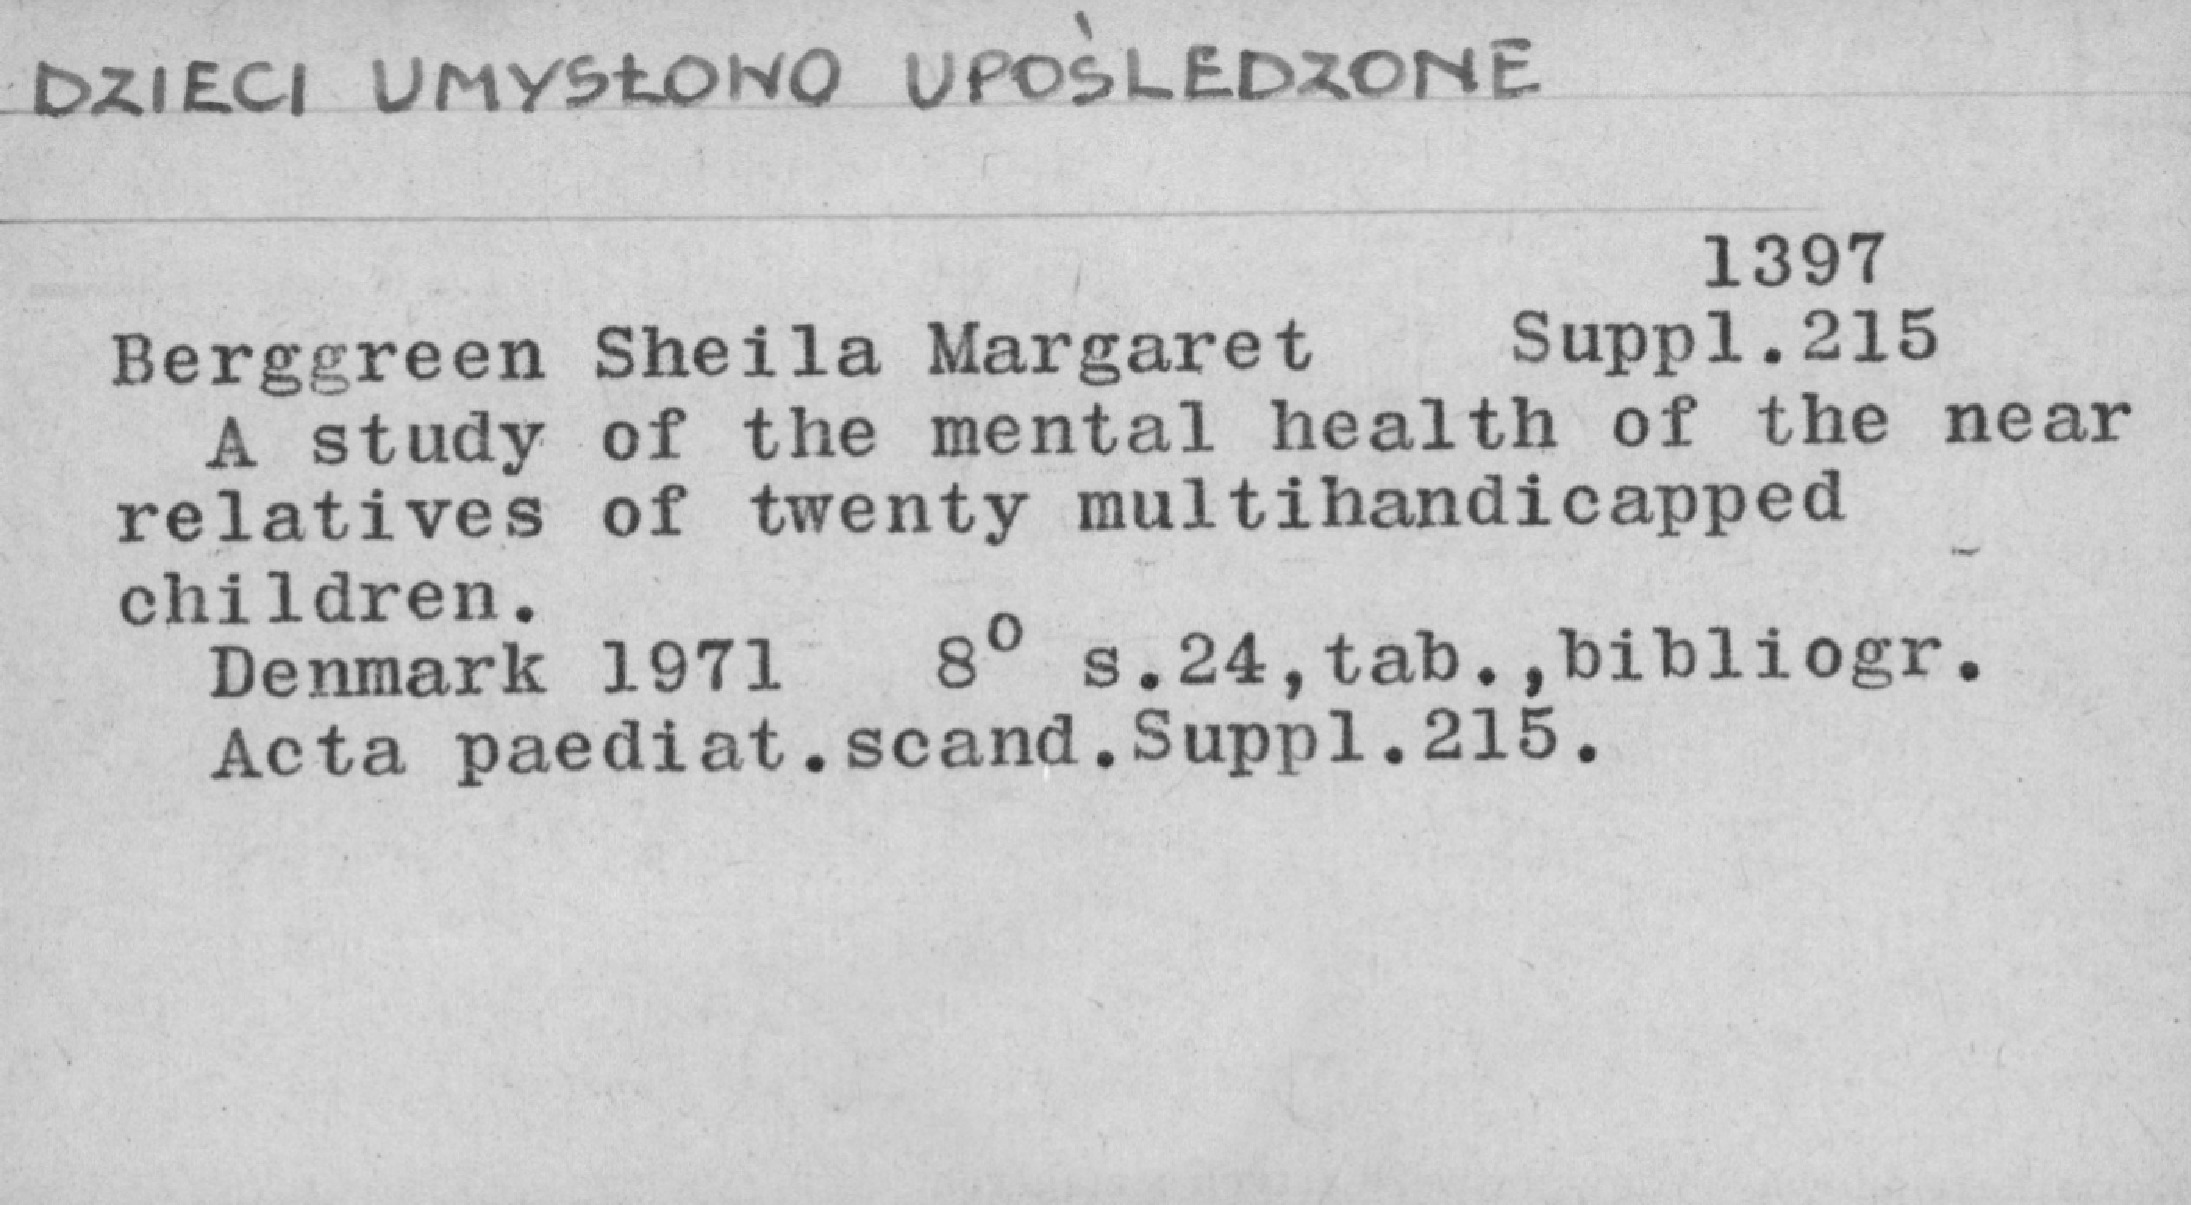 DZIECI UMYSŁOWO UPOŚLEDZONE
1397
Berggreen Sheila Margaret Suppl.215
A study of the mental health of the near
relatives of twenty multihandicapped
children.
Denmark 1971 8° s.24,tab.,bibliogr.
Acta paediat.scand.Suppl.215.